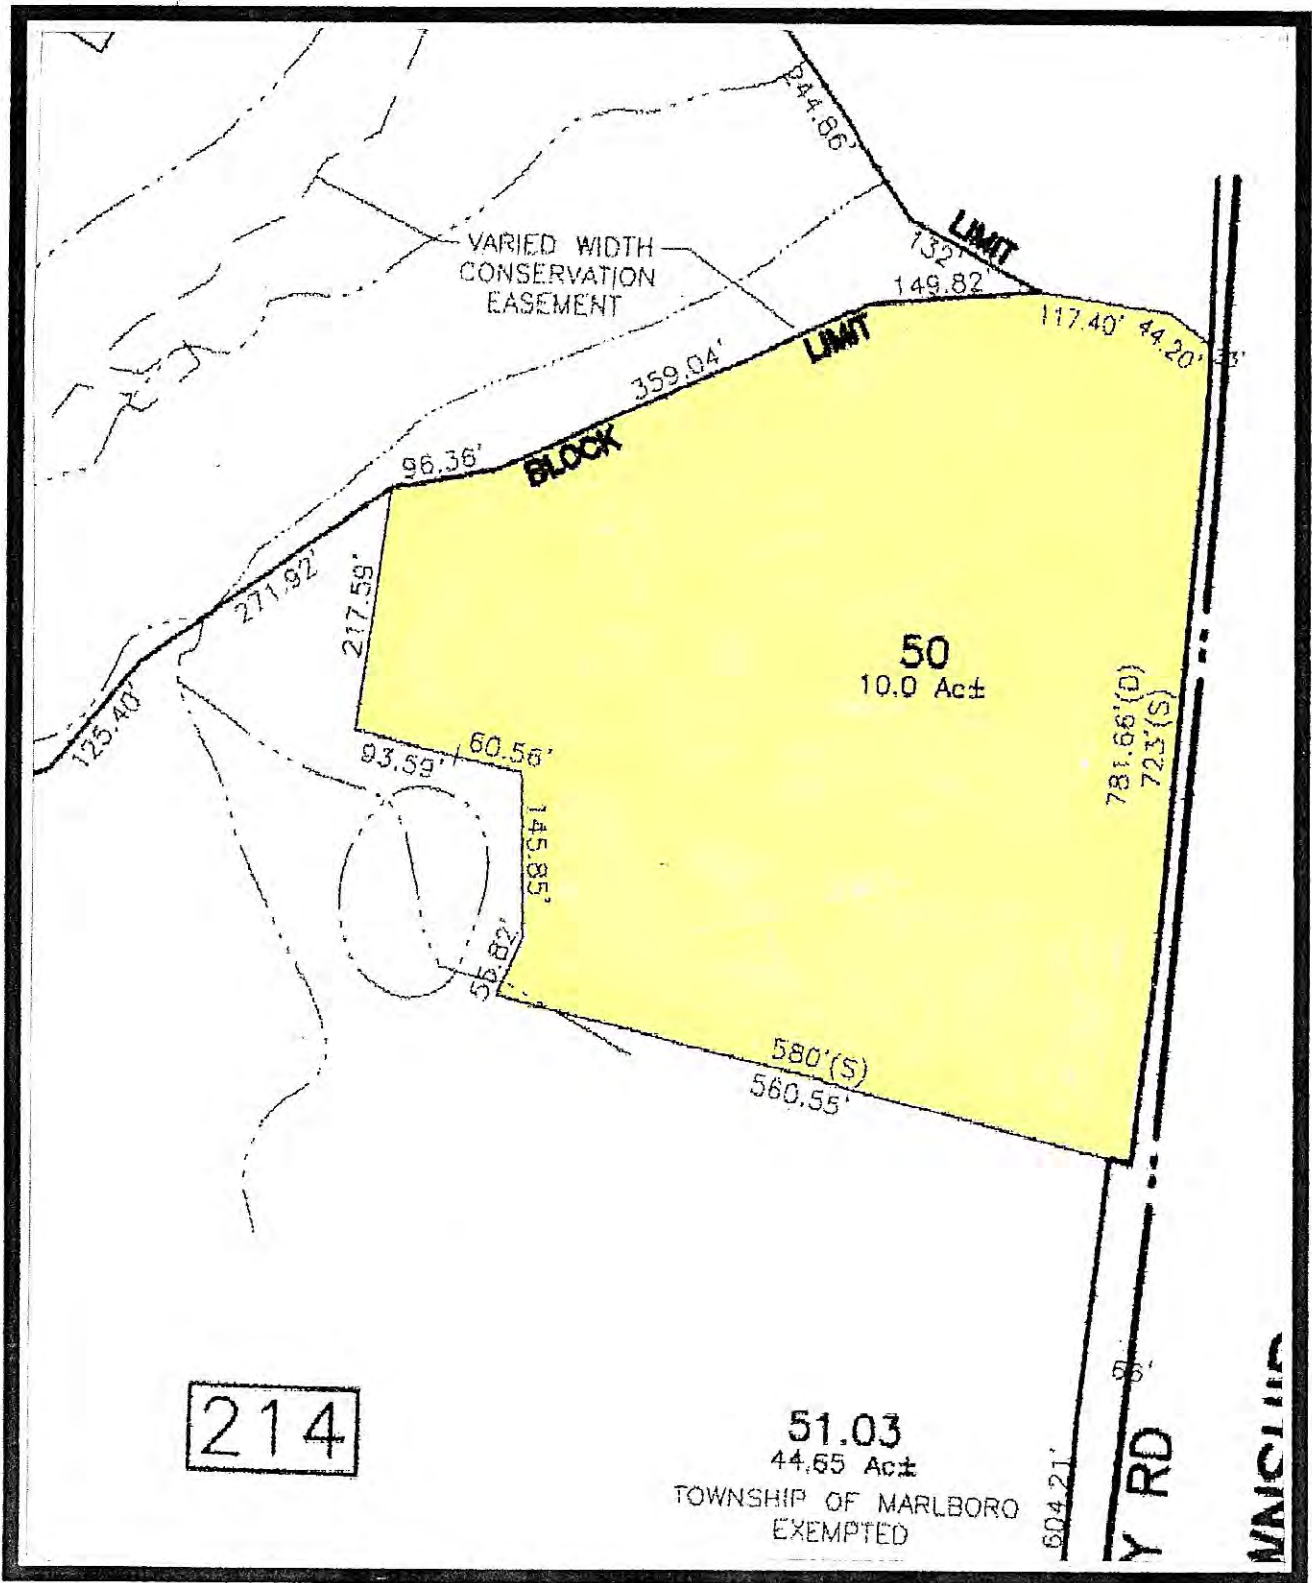 244.86'
VARIED WIDTH
CONSERVATION
EASEMENT
LIMIT
132'
149.82'
117.40'
44.20'
33'
LIMIT
359.04'
BLOCK
96.36'
271.92'
217.59'
125.40'
50
10.0 Ac±
781.66'(D)
723'(S)
93.59'
60.56'
145.85'
55.82'
580'(S)
560.55'
66'
214
51.03
44.65 Ac±
TOWNSHIP OF MARLBORO
EXEMPTED
604.21'
Y RD